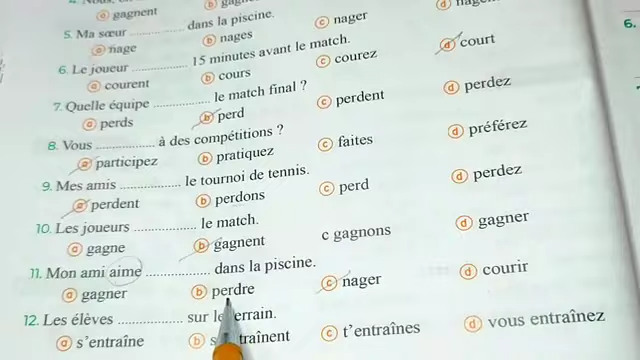 ⓐ gagnent
ⓒ nager
5. Ma sœur ............ dans la piscine.
ⓐ nage ⓑ nages
6. Le joueur ............ 15 minutes avant le match.
ⓐ courent ⓑ cours ⓒ courez ⓓ court
7. Quelle équipe ............ le match final ?
ⓐ perds ⓑ perd ⓒ perdent ⓓ perdez
8. Vous ............ à des compétitions ?
ⓐ participez ⓑ pratiquez ⓒ faites ⓓ préférez
9. Mes amis ............ le tournoi de tennis.
ⓐ perdent ⓑ perdons ⓒ perd ⓓ perdez
10. Les joueurs ............ le match.
ⓐ gagne ⓑ gagnent c gagnons ⓓ gagner
11. Mon ami aime ............ dans la piscine.
ⓐ gagner ⓑ perdre ⓒ nager ⓓ courir
12. Les élèves ............ sur le terrain.
ⓐ s'entraîne ⓑ s'entraînent ⓒ t'entraînes ⓓ vous entraînez
6.